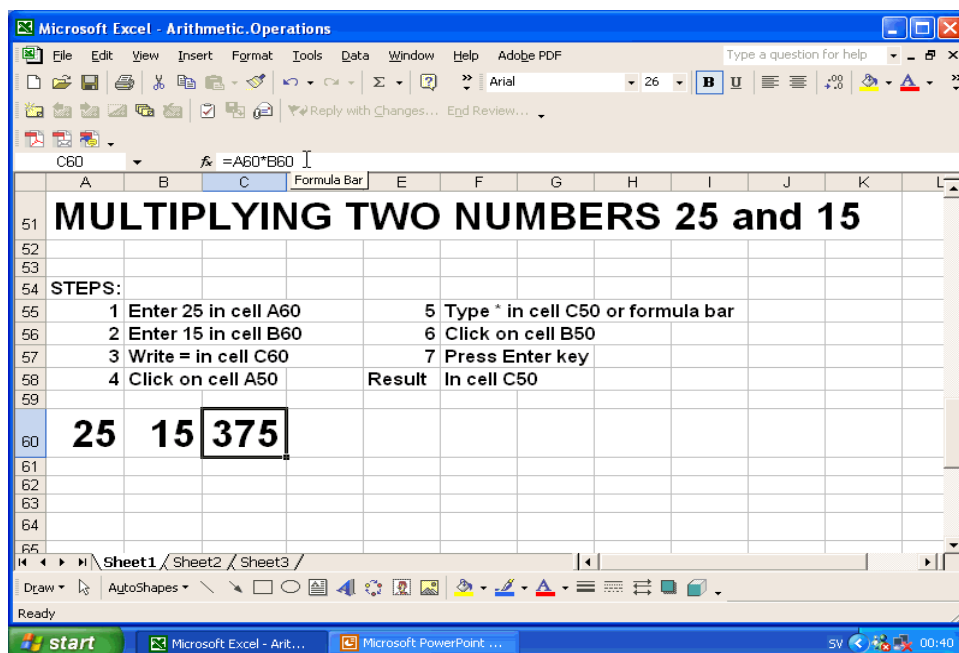 Microsoft Excel - Arithmetic.Operations
File Edit View Insert Format Tools Data Window Help Adobe PDF Type a question for help
Arial 26 B U
Reply with Changes... End Review...
C60 fx =A60*B60
Formula Bar
A B C E F G H I J K L
51 MULTIPLYING TWO NUMBERS 25 and 15
52
53
54 STEPS:
55 1 Enter 25 in cell A60 5 Type * in cell C50 or formula bar
56 2 Enter 15 in cell B60 6 Click on cell B50
57 3 Write = in cell C60 7 Press Enter key
58 4 Click on cell A50 Result In cell C50
59
60 25 15 375
61
62
63
64
65
Sheet1 Sheet2 Sheet3
Draw AutoShapes
Ready
start Microsoft Excel - Arit... Microsoft PowerPoint ... SV 00:40